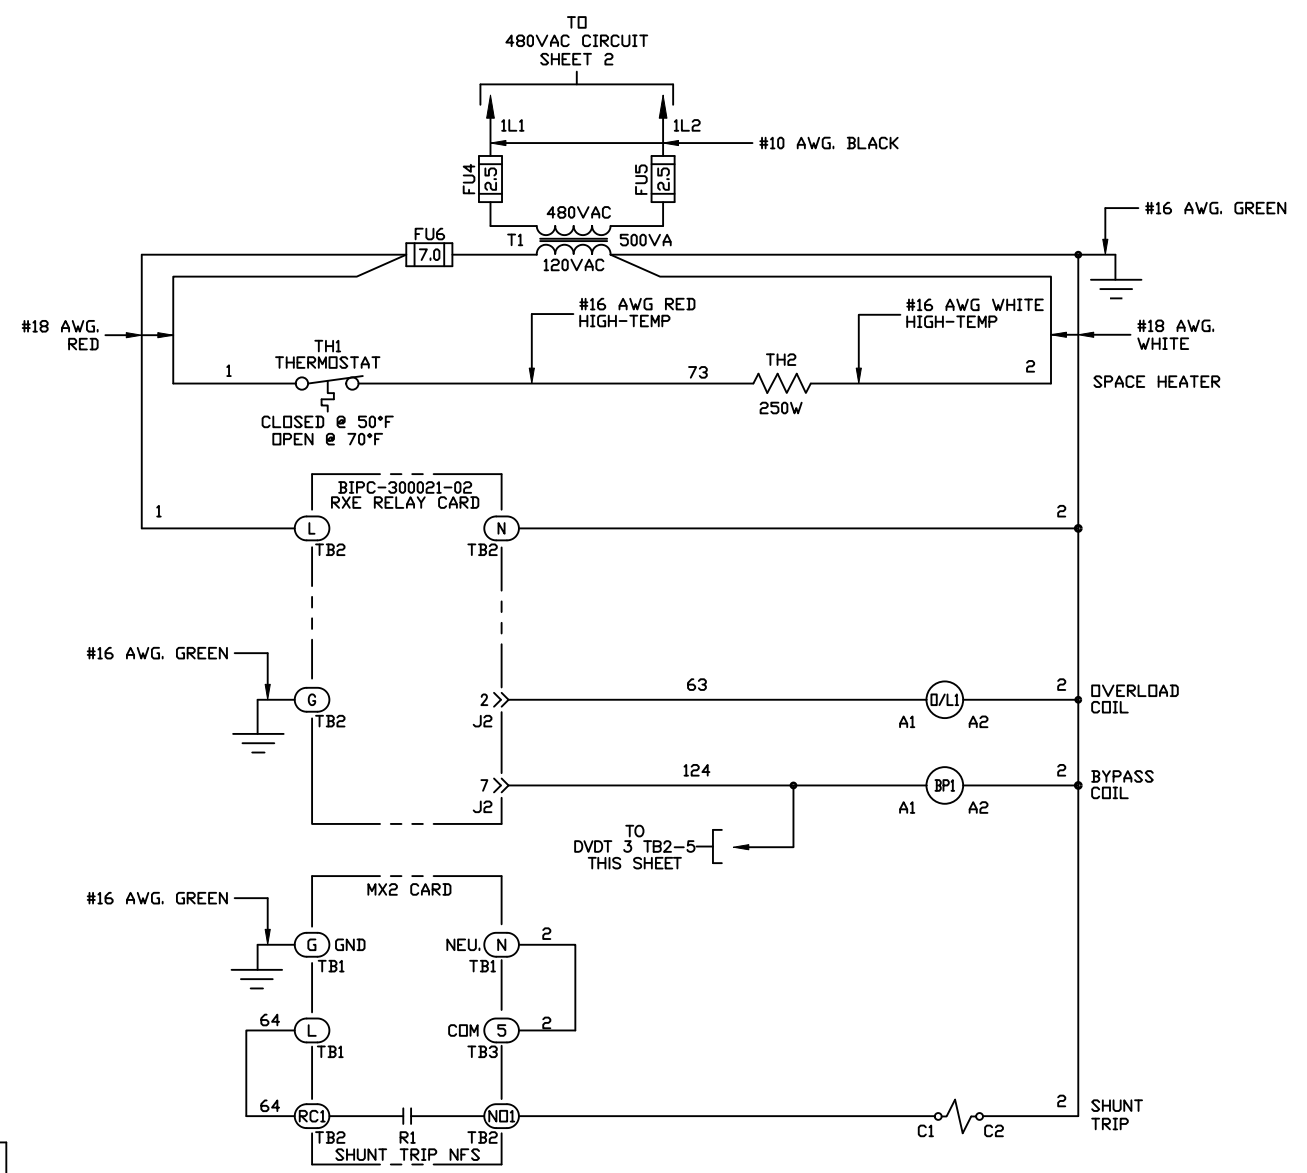 TO
480VAC CIRCUIT
SHEET 2
1L1
1L2
#10 AWG. BLACK
FU4
2.5
FU5
2.5
480VAC
T1
500VA
120VAC
FU6
7.0
#16 AWG. GREEN
#18 AWG.
RED
#16 AWG RED
HIGH-TEMP
#16 AWG WHITE
HIGH-TEMP
#18 AWG.
WHITE
TH1
THERMOSTAT
1
73
TH2
2
250W
SPACE HEATER
CLOSED @ 50°F
OPEN @ 70°F
BIPC-300021-02
RXE RELAY CARD
1
L
N
2
TB2
TB2
#16 AWG. GREEN
G
TB2
2
J2
63
O/L1
A1
A2
2
OVERLOAD
COIL
7
J2
124
BP1
A1
A2
2
BYPASS
COIL
TO
DVDT 3 TB2-5
THIS SHEET
MX2 CARD
#16 AWG. GREEN
G
GND
TB1
NEU.
N
TB1
2
64
L
TB1
COM
5
TB3
2
64
RC1
TB2
R1
NO1
TB2
SHUNT TRIP NFS
C1
C2
2
SHUNT
TRIP